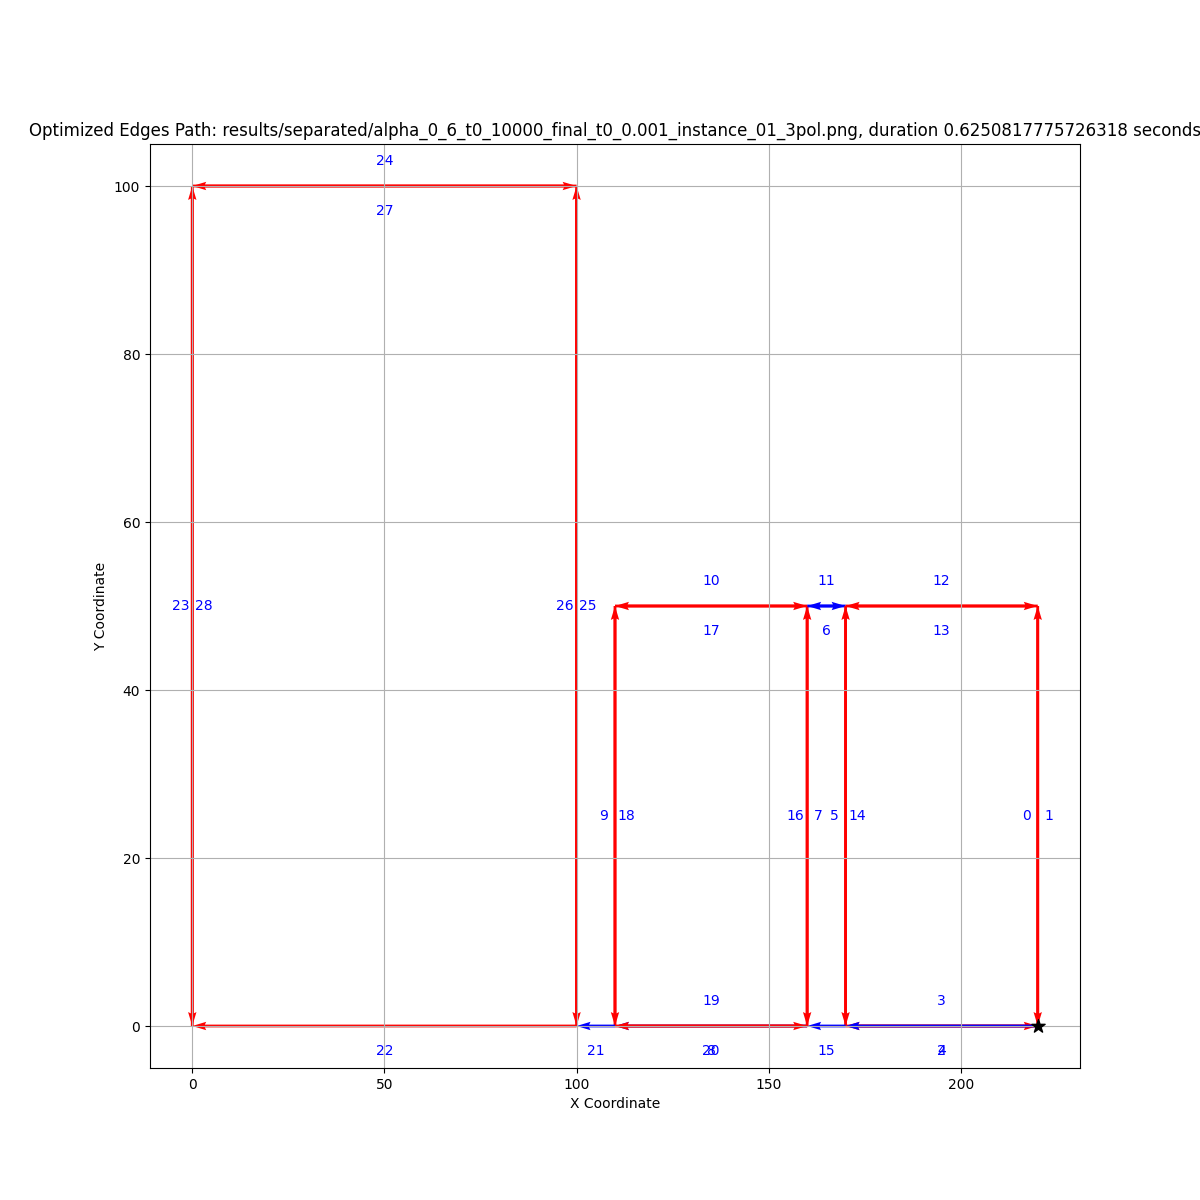 Optimized Edges Path: results/separated/alpha_0_6_t0_10000_final_t0_0.001_instance_01_3pol.png, duration 0.6250817775726318 seconds
24
100
27
80
60
10 11 12
23 28 26 25
17 6 13
Y Coordinate
40
9 18 16 7 5 14 0 1
20
19 3
0
22 21 15
0 50 100 150 200
X Coordinate